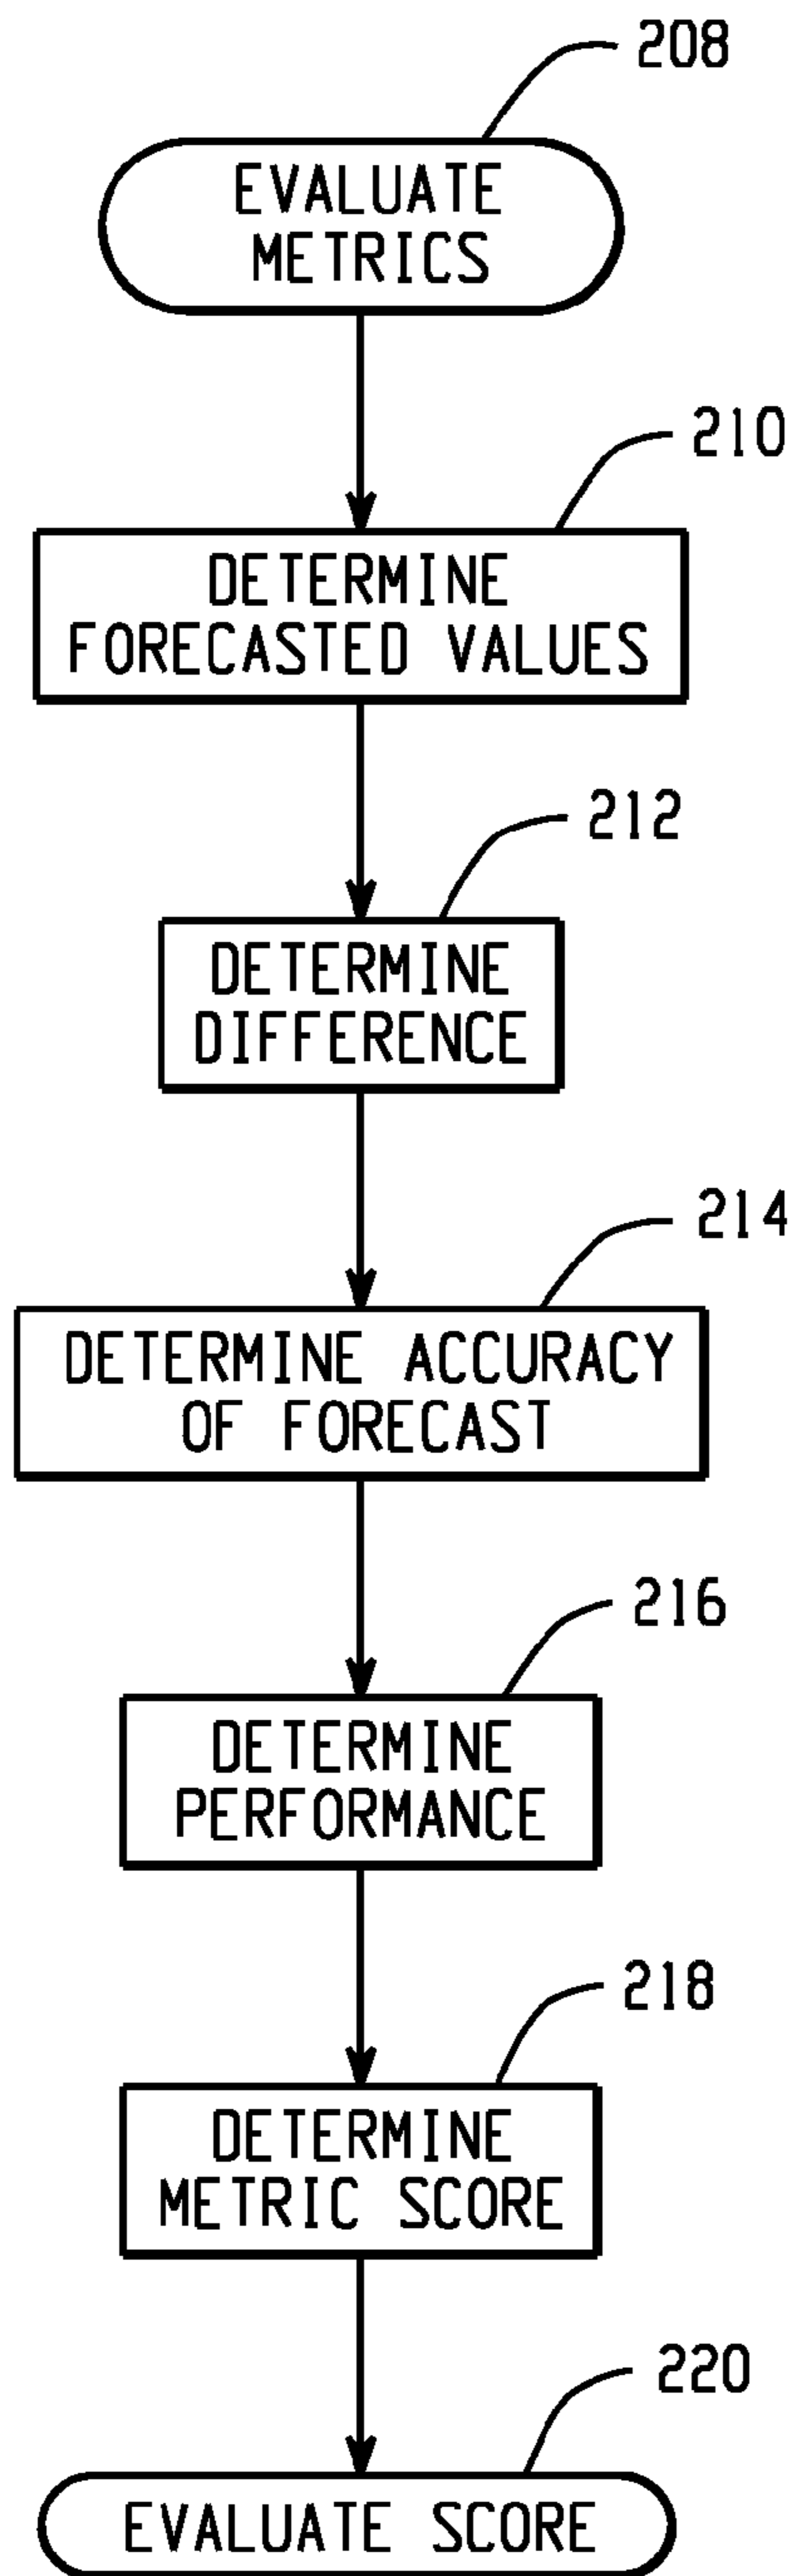 208
EVALUATE
METRICS
210
DETERMINE
FORECASTED VALUES
212
DETERMINE
DIFFERENCE
214
DETERMINE ACCURACY
OF FORECAST
216
DETERMINE
PERFORMANCE
218
DETERMINE
METRIC SCORE
220
EVALUATE SCORE